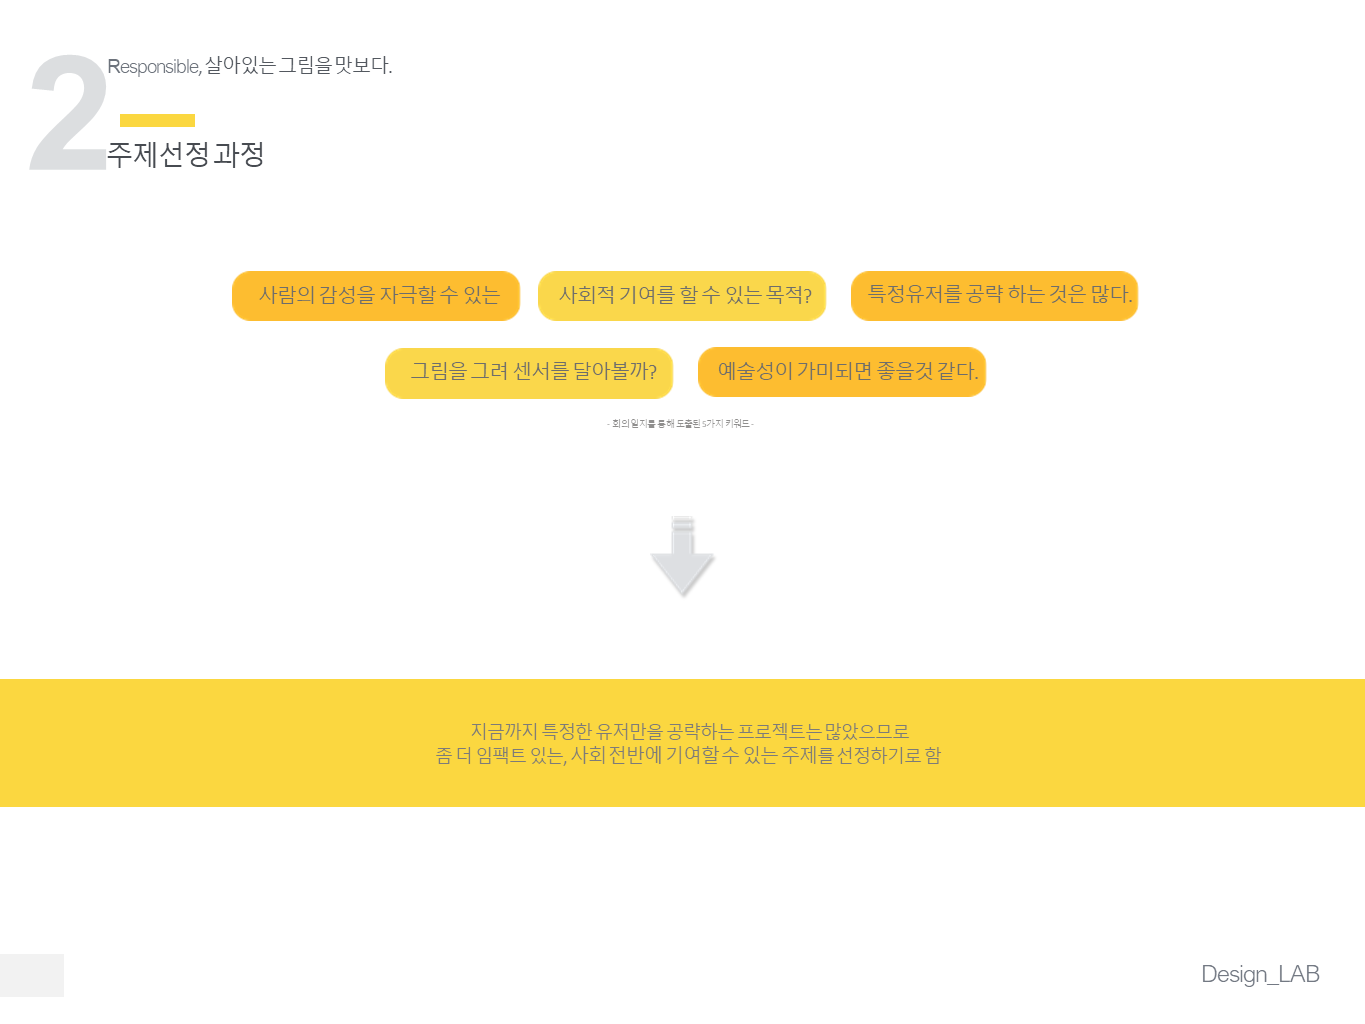 2
Responsible, 살아있는 그림을 맛보다.
주제선정 과정
사람의 감성을 자극할 수 있는
사회적 기여를 할 수 있는 목적?
특정유저를 공략 하는 것은 많다.
그림을 그려 센서를 달아볼까?
예술성이 가미되면 좋을것 같다.
- 회의일지를 통해 도출된 5가지 키워드 -
지금까지 특정한 유저만을 공략하는 프로젝트는 많았으므로
좀 더 임팩트 있는, 사회 전반에 기여할 수 있는 주제를 선정하기로 함
Design_LAB